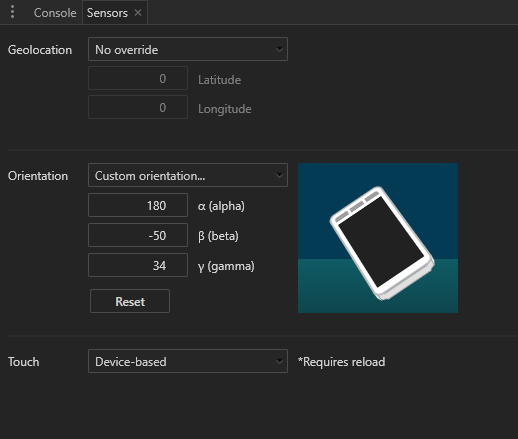 Console Sensors
Geolocation No override
0 Latitude
0 Longitude
Orientation Custom orientation...
180 α (alpha)
-50 β (beta)
34 γ (gamma)
Reset
Touch Device-based *Requires reload